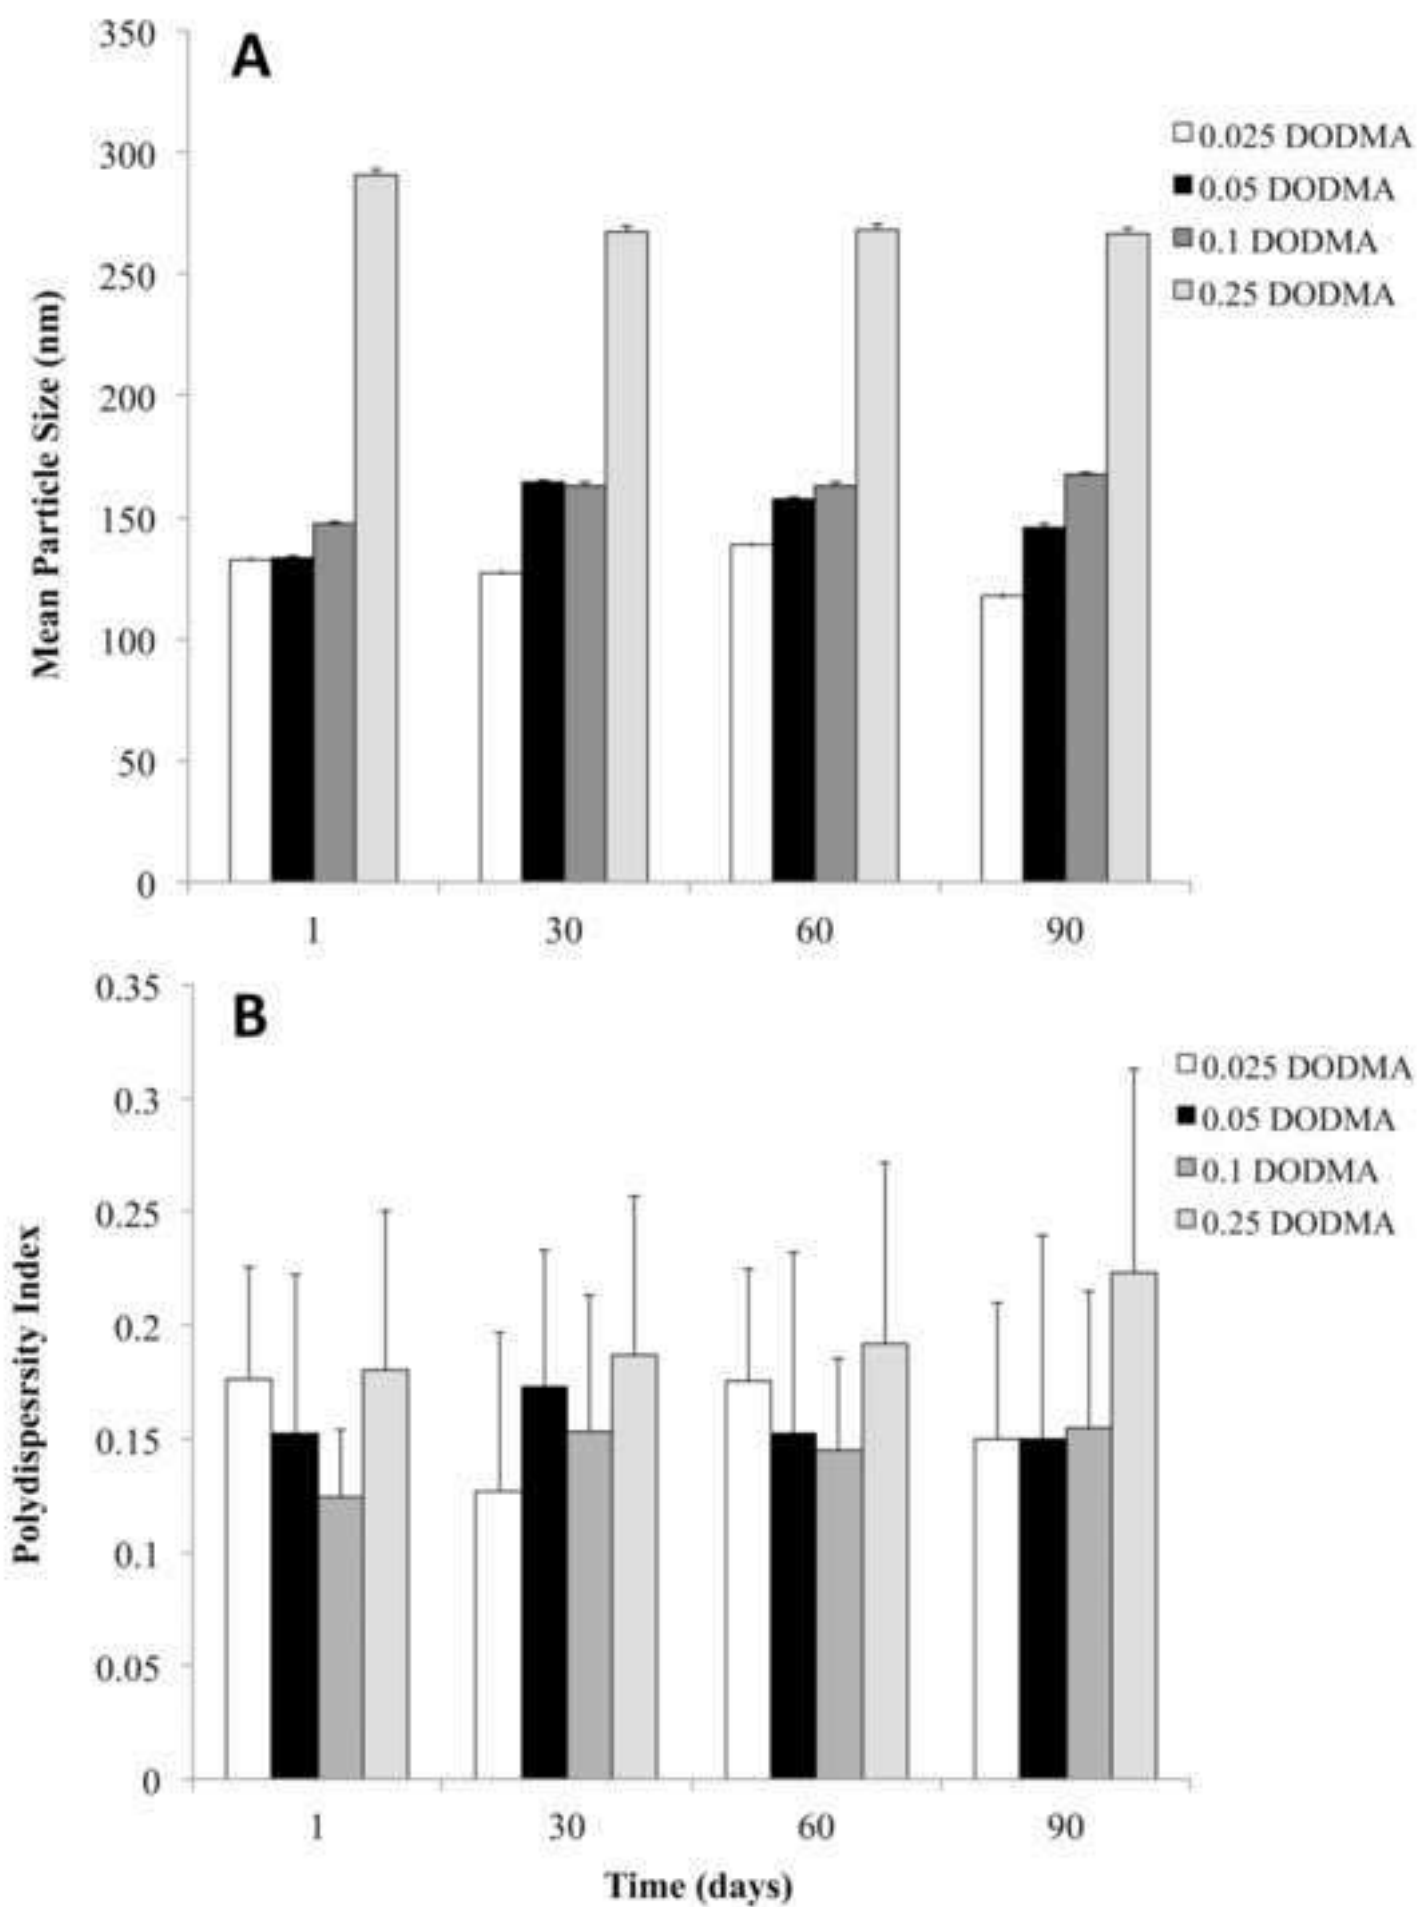 A
350
300
250
200
150
100
50
0
Mean Particle Size (nm)
1 30 60 90
0.025 DODMA
0.05 DODMA
0.1 DODMA
0.25 DODMA
B
0.35
0.3
0.25
0.2
0.15
0.1
0.05
0
Polydispesrsity Index
1 30 60 90
Time (days)
0.025 DODMA
0.05 DODMA
0.1 DODMA
0.25 DODMA